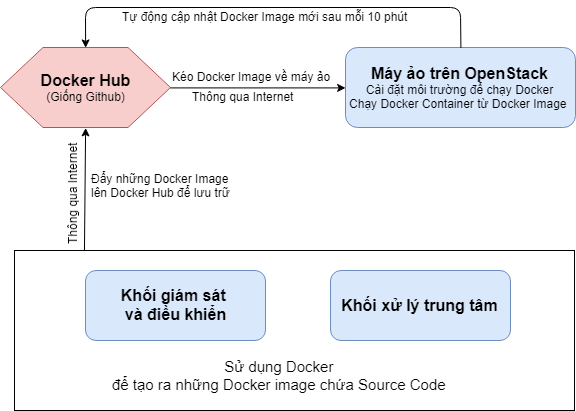 Tự động cập nhật Docker Image mới sau mỗi 10 phút
Docker Hub
(Giống Github)
Kéo Docker Image về máy ảo
Thông qua Internet
Máy ảo trên OpenStack
Cài đặt môi trường để chạy Docker
Chạy Docker Container từ Docker Image
Thông qua Internet
Đẩy những Docker Image
lên Docker Hub để lưu trữ
Khối giám sát
và điều khiển
Khối xử lý trung tâm
Sử dụng Docker
để tạo ra những Docker image chứa Source Code